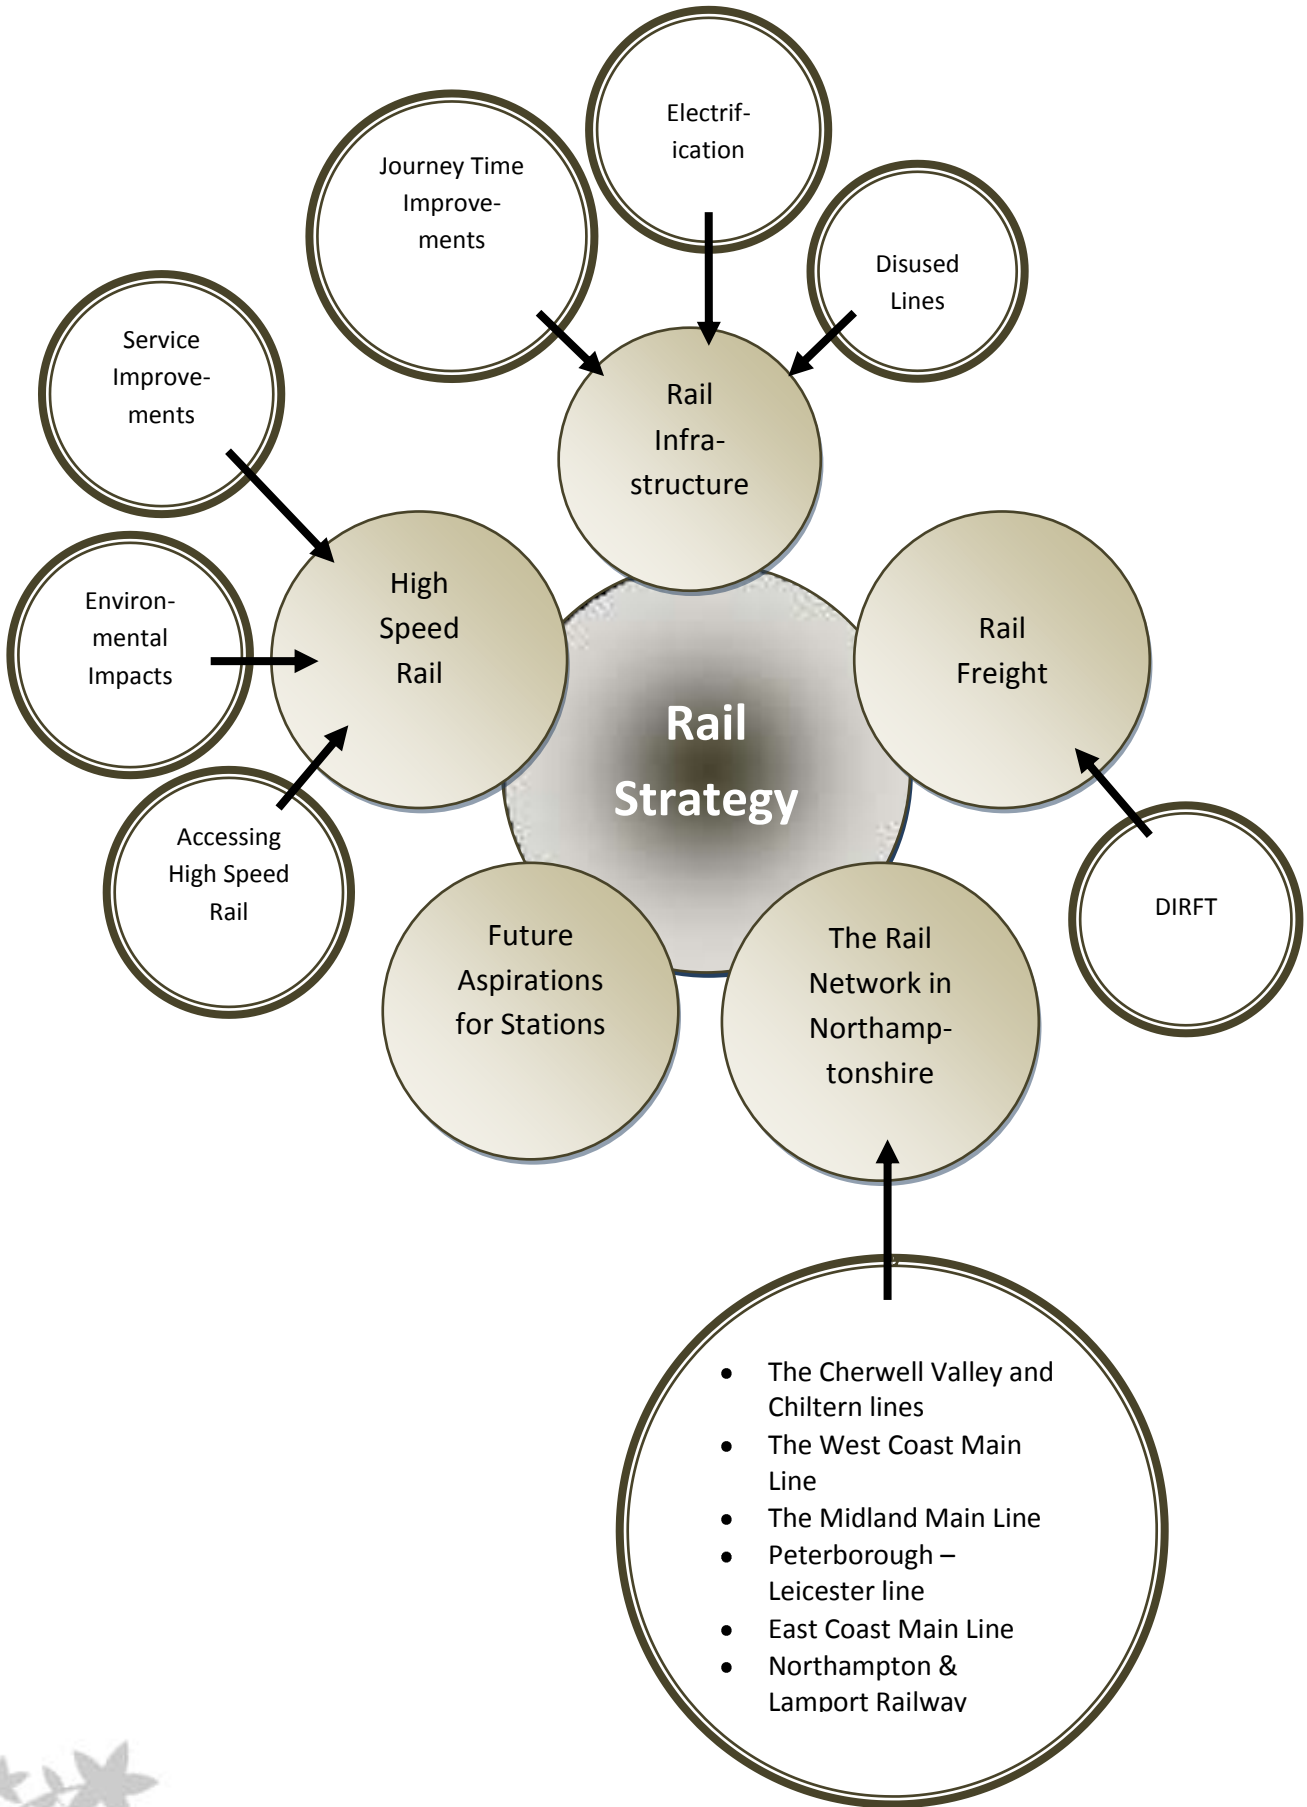 Electrif-
ication
Journey Time
Improve-
ments
Disused
Lines
Service
Improve-
ments
Rail
Infra-
structure
High
Speed
Rail
Environ-
mental
Impacts
Rail
Freight
Rail
Strategy
Accessing
High Speed
Rail
DIRFT
Future
Aspirations
for Stations
The Rail
Network in
Northamp-
tonshire
• The Cherwell Valley and
Chiltern lines
• The West Coast Main
Line
• The Midland Main Line
• Peterborough –
Leicester line
• East Coast Main Line
• Northampton &
Lamport Railway